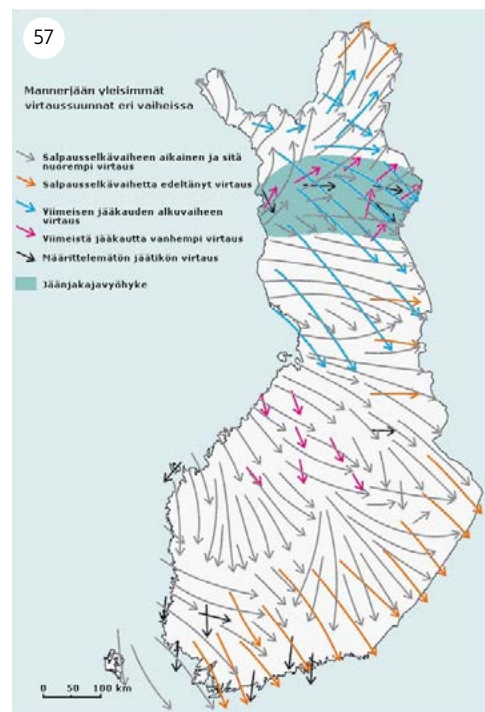 57
Mannerjään yleisimmät
virtaussuunnat eri vaiheissa
Salpausselkävaiheen aikainen ja sitä
nuorempi virtaus
Salpausselkävaihetta edeltänyt virtaus
Viimeisen jääkauden alkuvaiheen
virtaus
Viimeistä jääkautta vanhempi virtaus
Määrittelemätön jäätikön virtaus
Jäänjakajavyöhyke
0 50 100 km